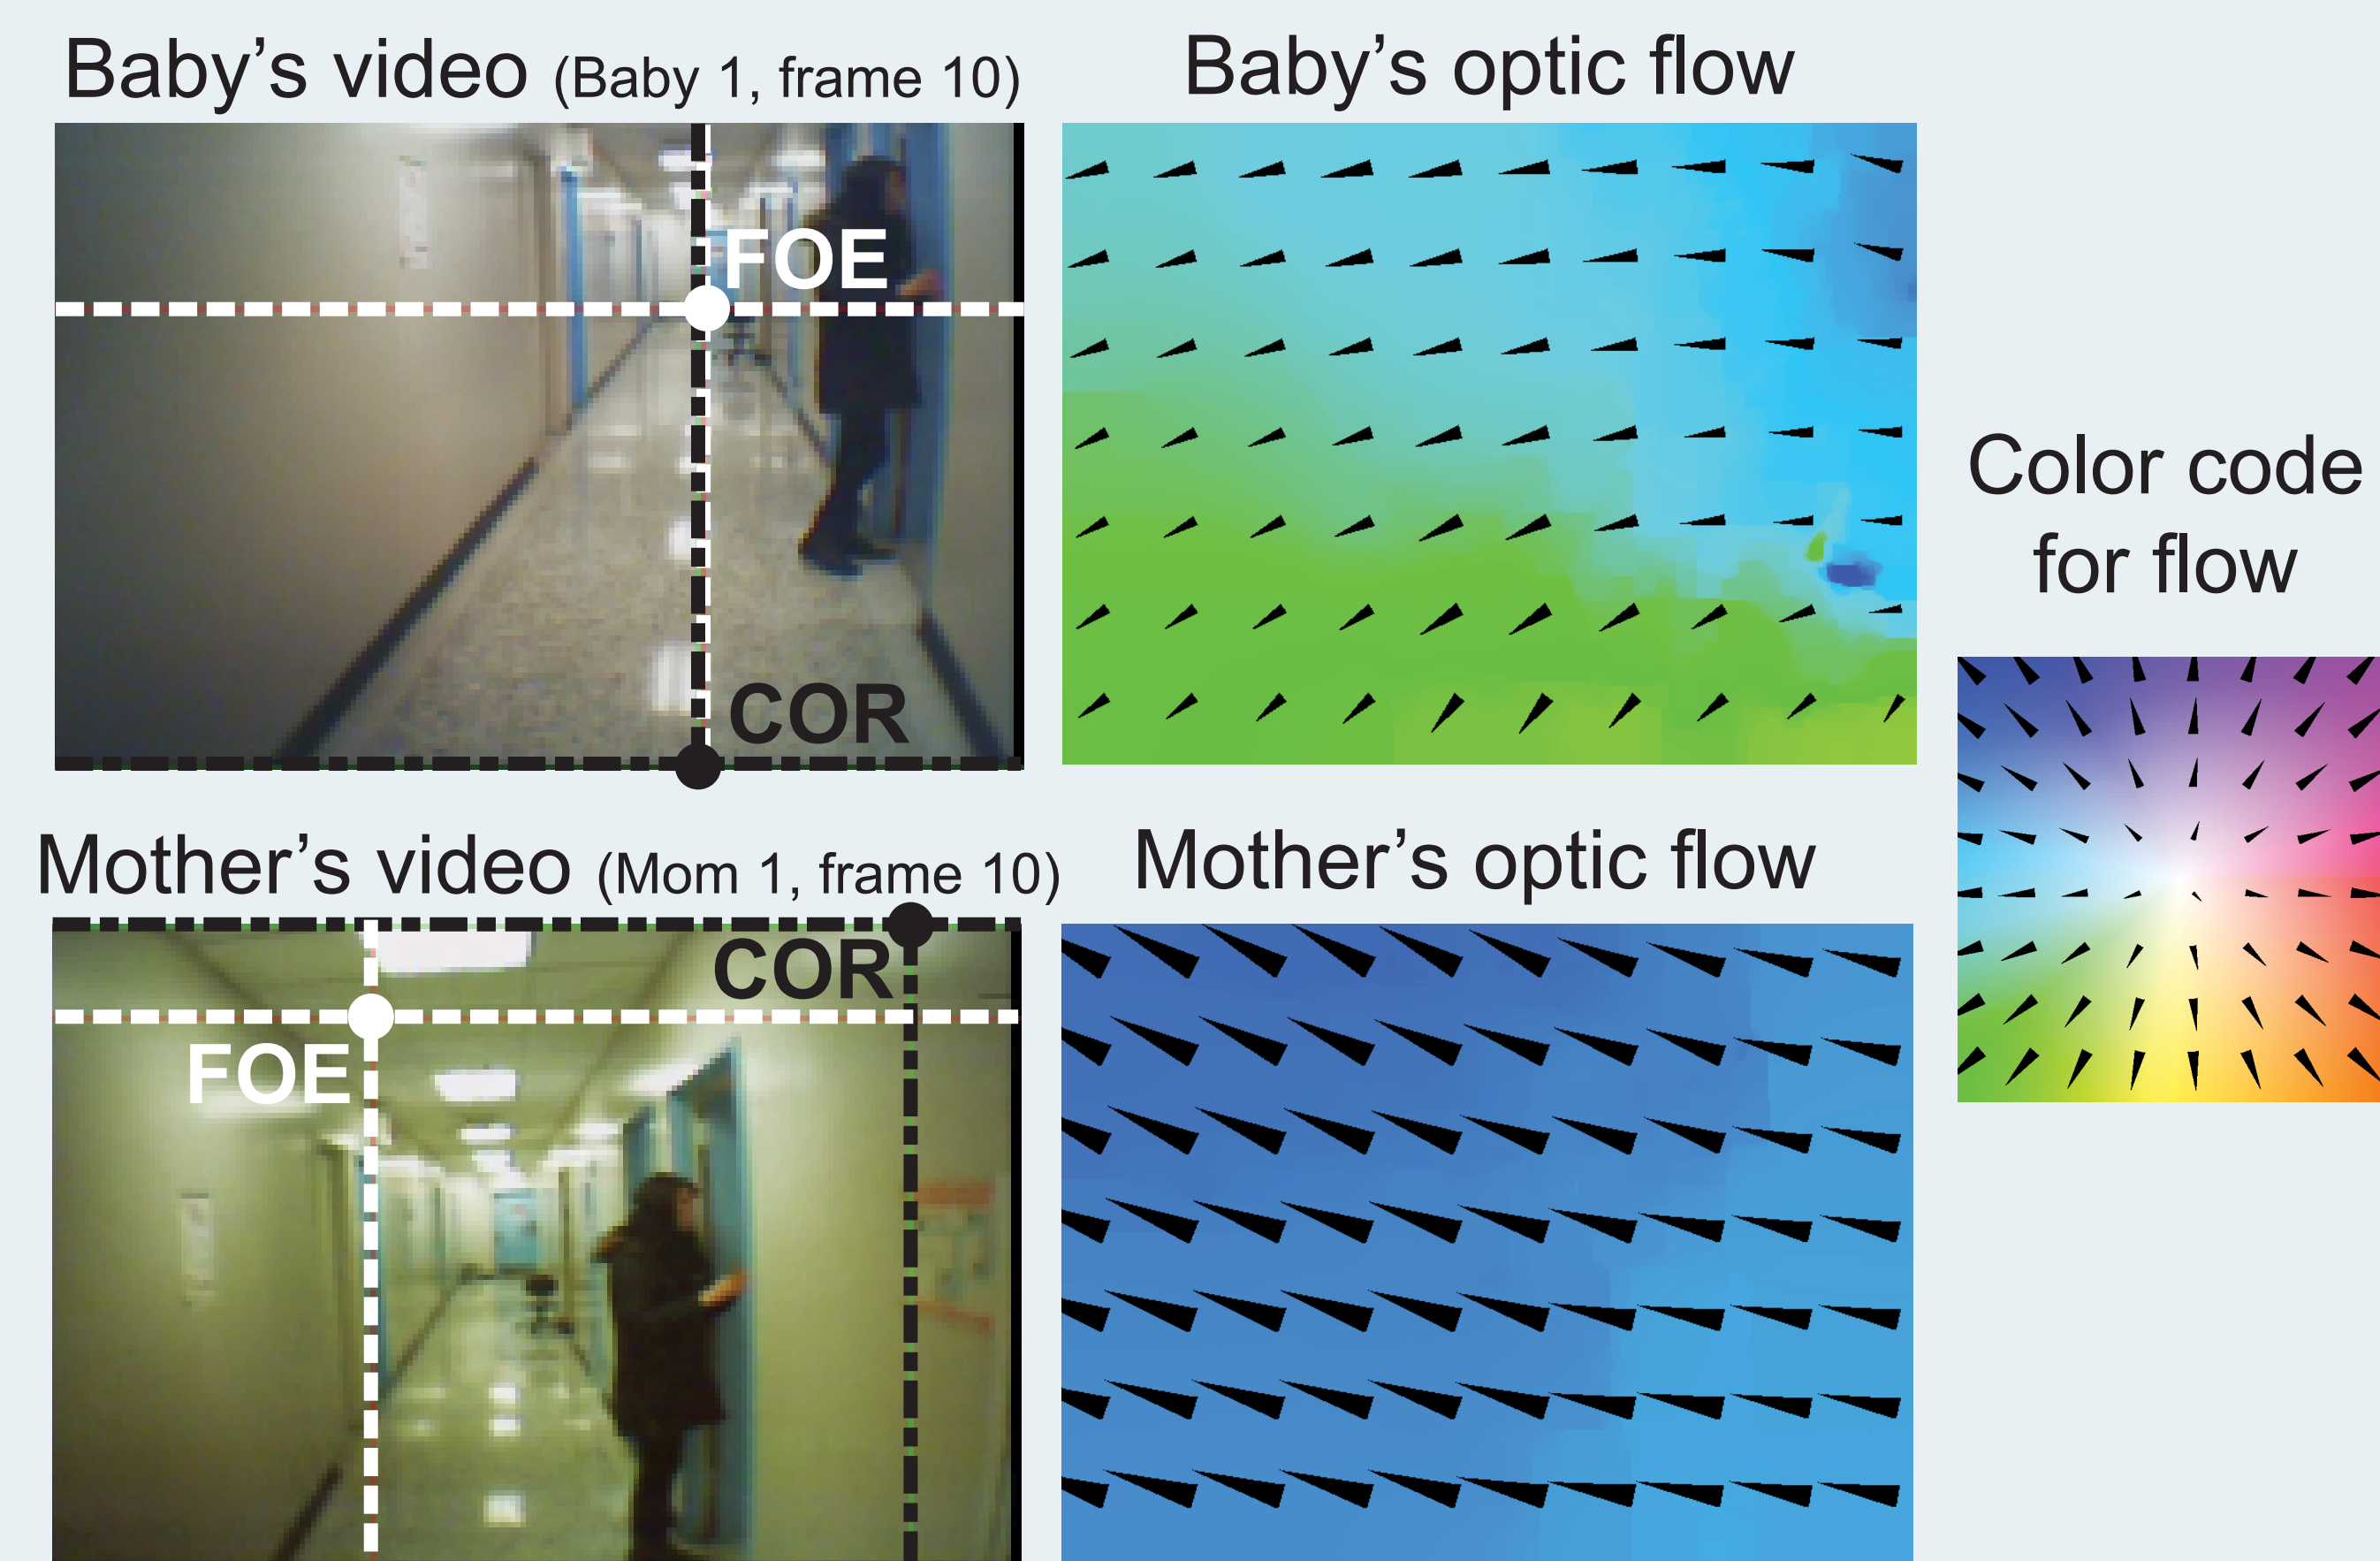 Baby’s video (Baby 1, frame 10)
Baby’s optic flow
FOE
COR
Color code
for flow
Mother’s video (Mom 1, frame 10)
Mother’s optic flow
COR
FOE